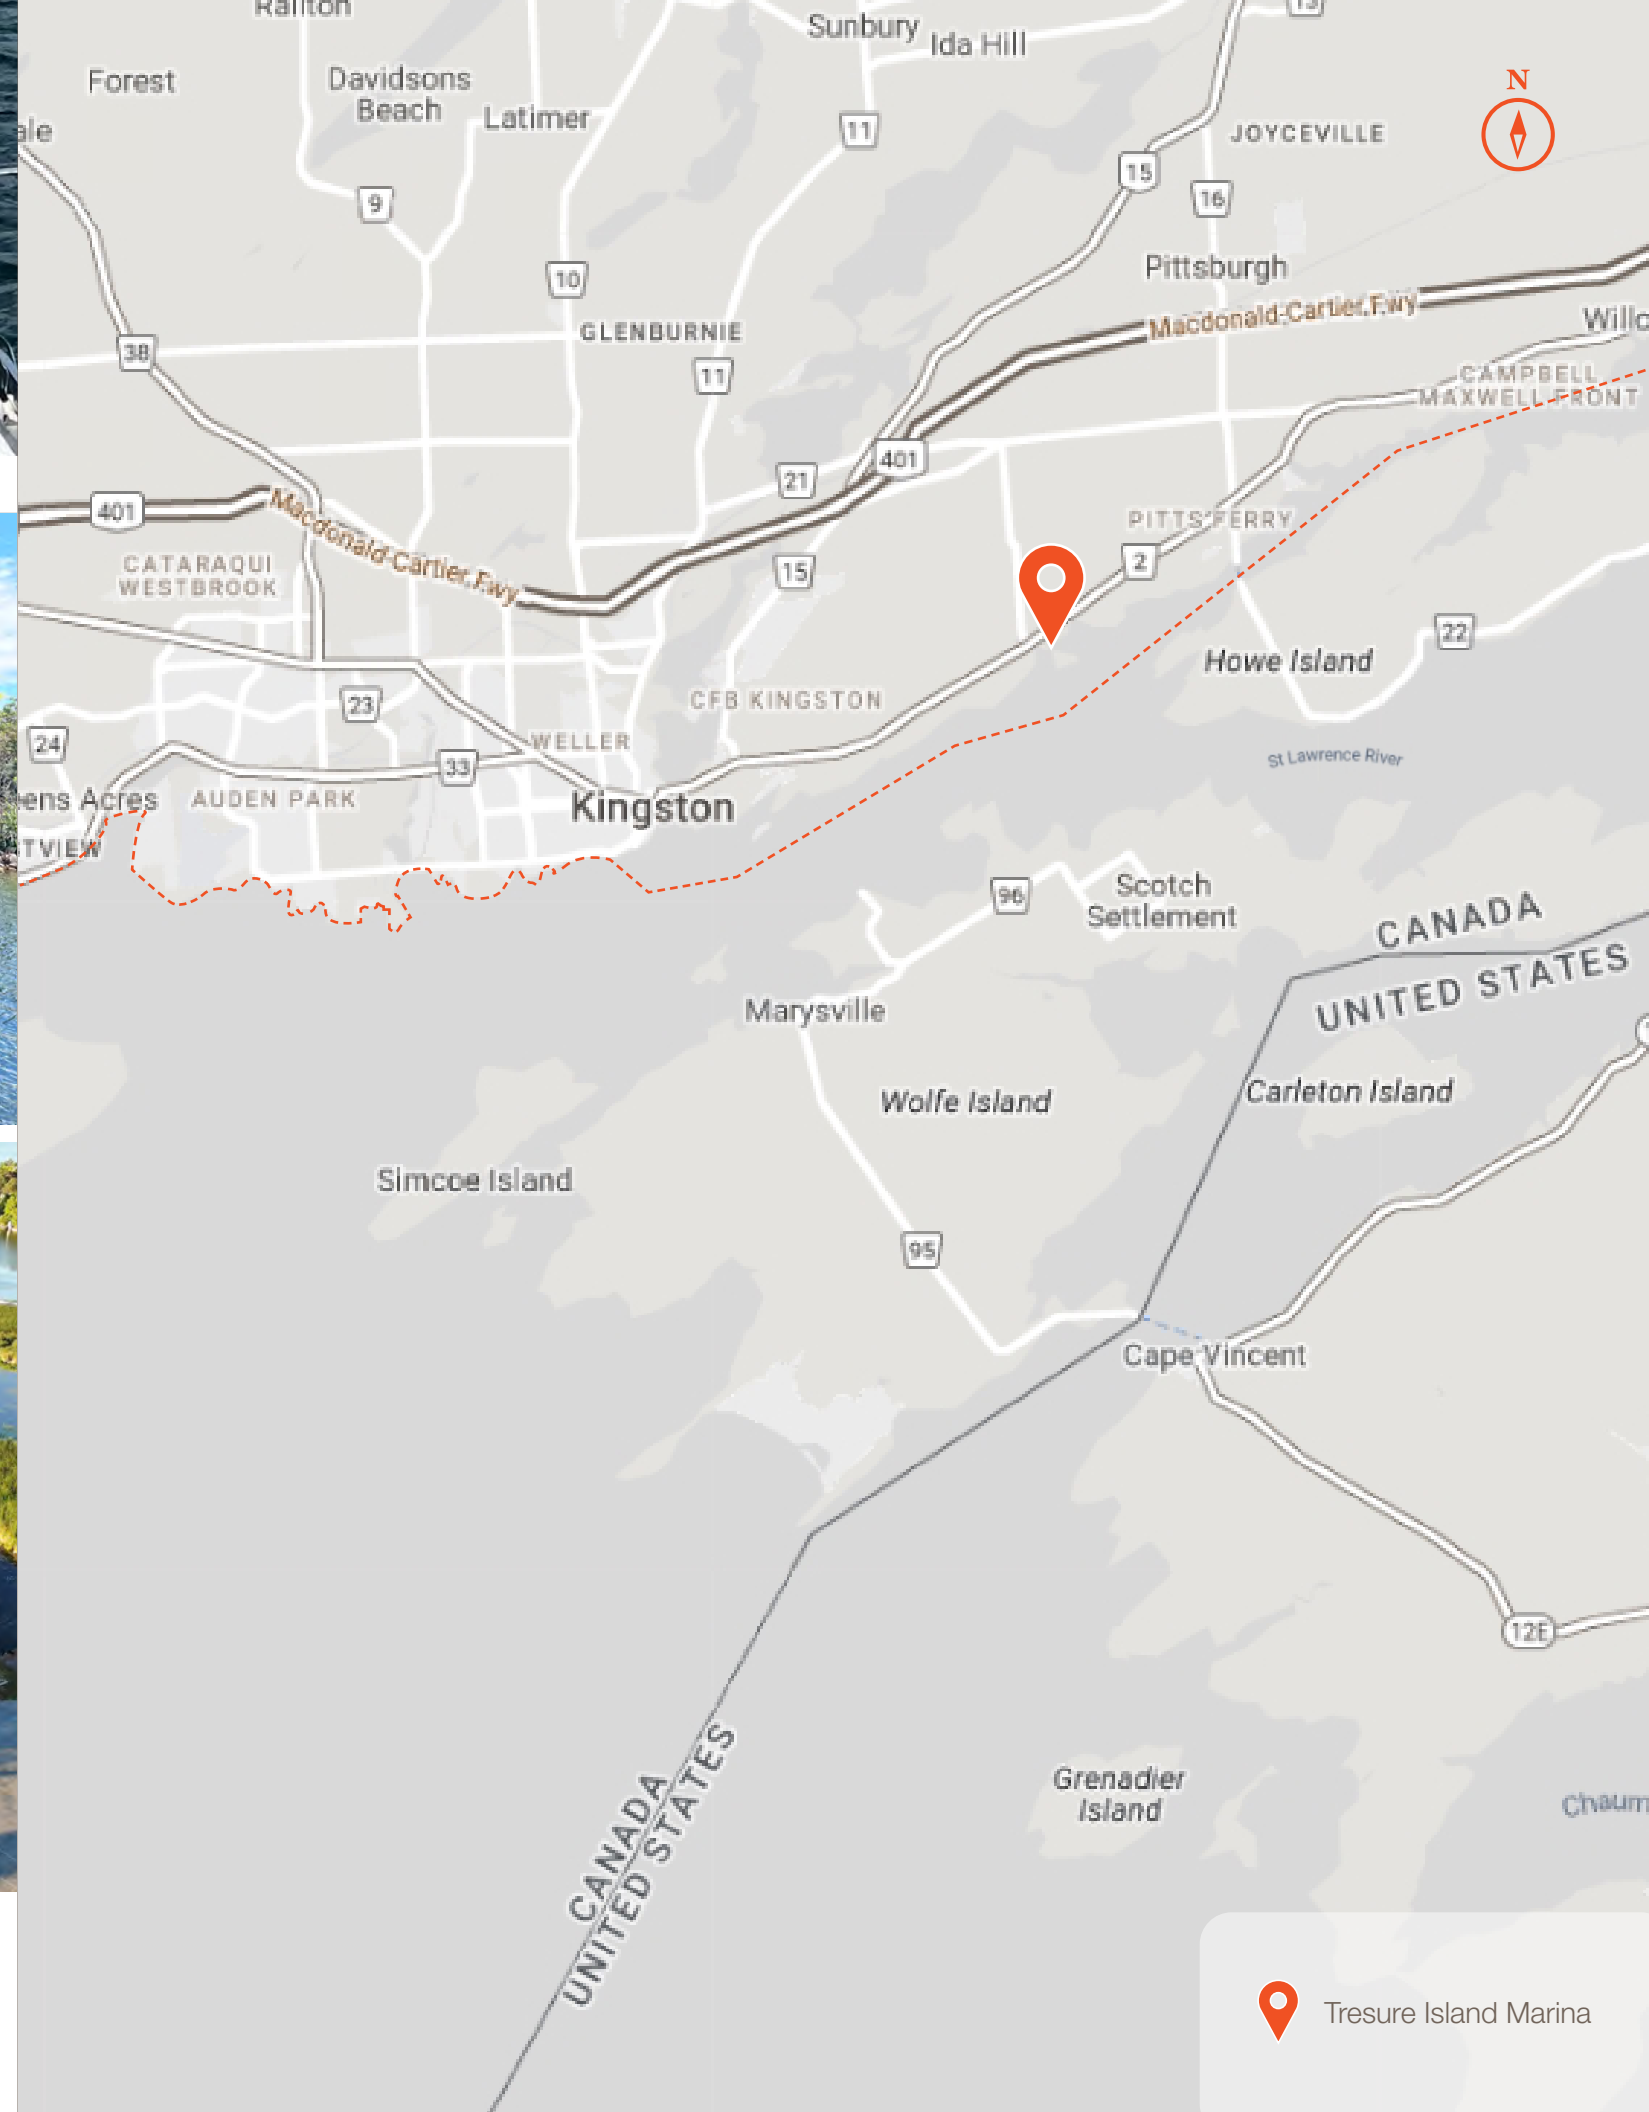 Railton
Sunbury
Ida Hill
Forest
Davidsons
Beach
Latimer
N
11
JOYCEVILLE
15
16
9
Pittsburgh
10
Macdonald-Cartier Fwy
GLENBURNIE
38
11
CAMPBELL
MAXWELL FRONT
401
21
401
Macdonald-Cartier Fwy
PITTS FERRY
2
15
CATARAQUI
WESTBROOK
22
Howe Island
CFB KINGSTON
23
24
WELLER
St Lawrence River
33
Acres
AUDEN PARK
Kingston
96
Scotch
Settlement
CANADA
UNITED STATES
Marysville
Wolfe Island
Carleton Island
Simcoe Island
95
Cape Vincent
12E
CANADA
UNITED STATES
Grenadier
Island
Tresure Island Marina